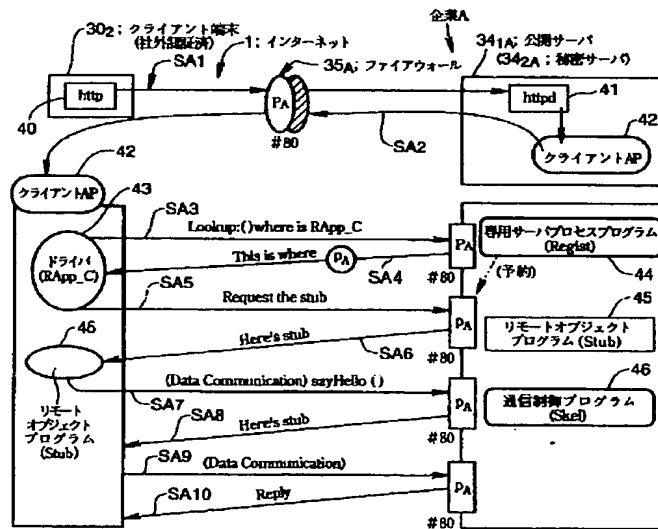 30₂; クライアント端末
(社外認証済)
1; インターネット
企業A
34₁A; 公開サーバ
(34₂A; 秘密サーバ)
SA1
35A; ファイアウォール
http
40
PA
#80
httpd
41
SA2
42
クライアントAP
42
クライアントAP
43
SA3
Lookup:()where is RApp_C
ドライバ
(RApp_C)
This is where
PA
SA4
PA
#80
専用サーバプロセスプログラム
(Regist)
44
(予約)
SA5
Request the stub
PA
#80
45
リモートオブジェクト
プログラム(Stub)
45
Here's stub
SA6
(Data Communication) sayHello ()
SA7
PA
#80
46
通信制御プログラム
(Skel)
リモート
オブジェクト
プログラム
(Stub)
SA8
Here's stub
SA9
(Data Communication)
PA
#80
SA10
Reply